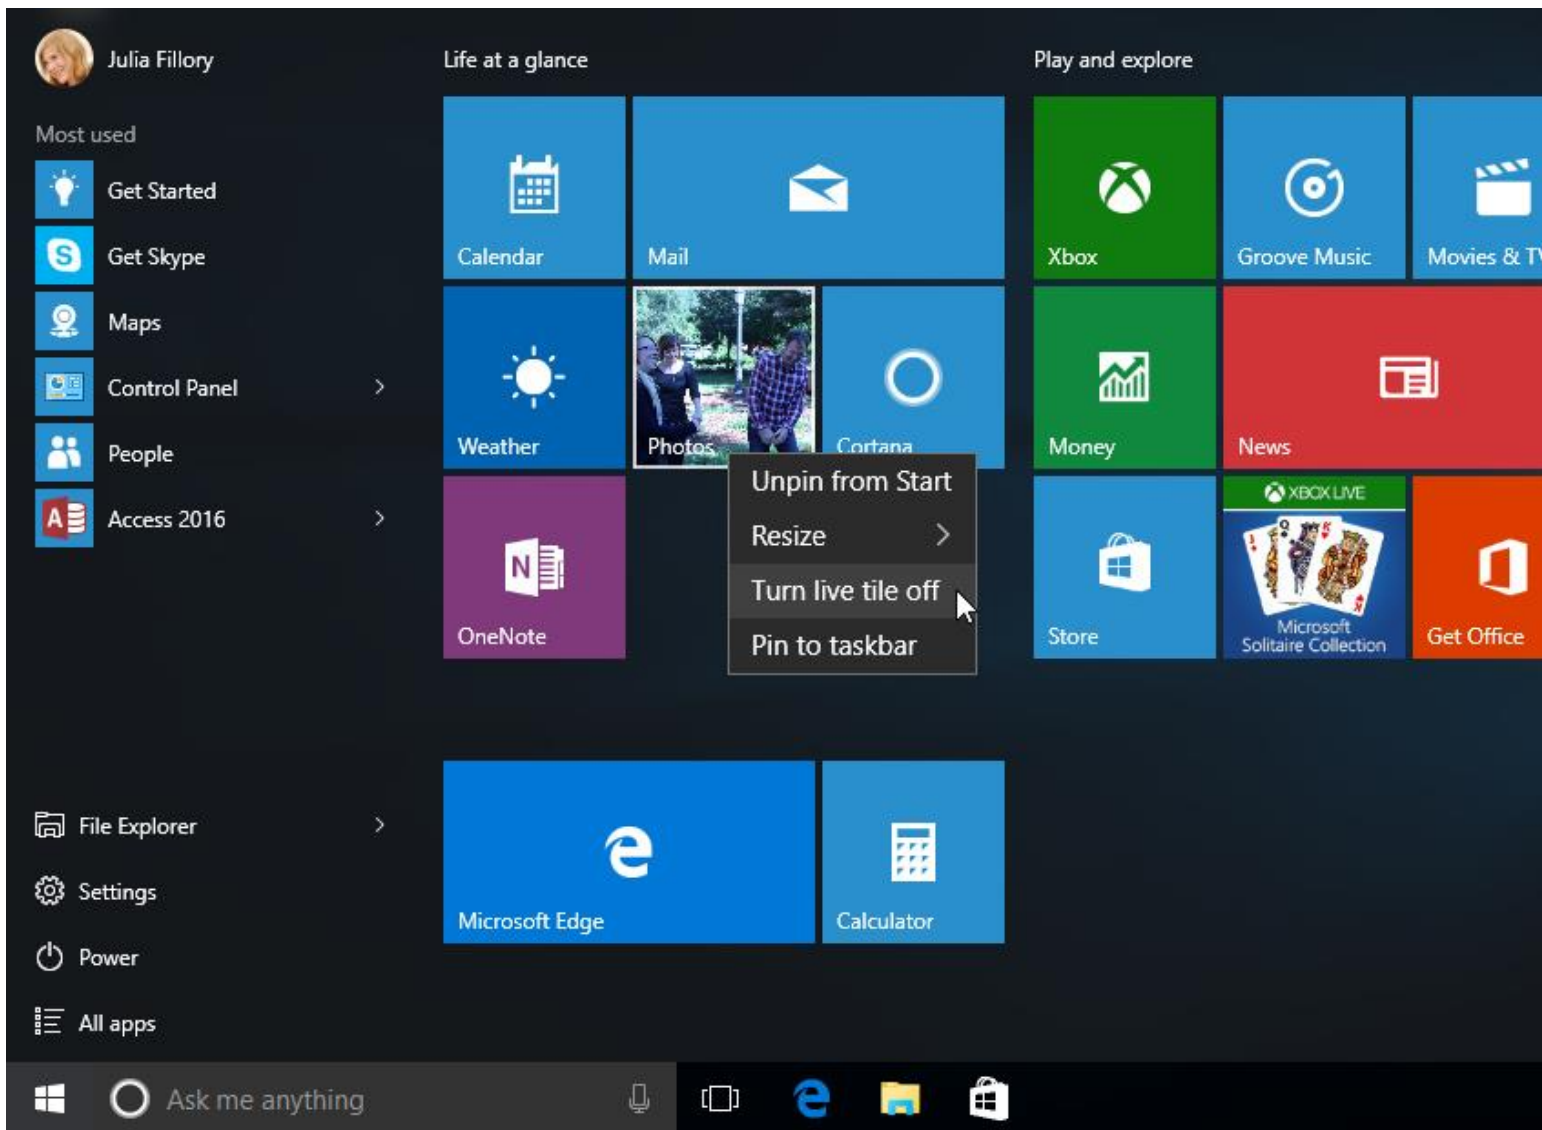 Julia Fillory
Most used
Get Started
Get Skype
Maps
Control Panel
People
Access 2016
File Explorer
Settings
Power
All apps
Life at a glance
Calendar
Mail
Weather
Photos
Cortana
OneNote
Unpin from Start
Resize
Turn live tile off
Pin to taskbar
Microsoft Edge
Calculator
Play and explore
Xbox
Groove Music
Movies & TV
Money
News
Store
XBOX LIVE
Microsoft
Solitaire Collection
Get Office
Ask me anything